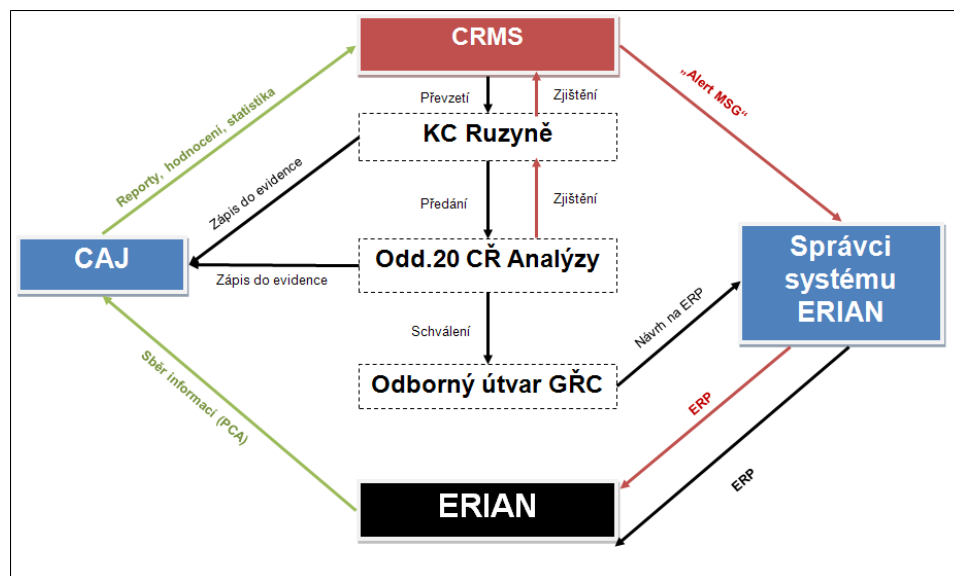 CRMS
Převzetí
Zjištění
„Alert MSG“
Reporty, hodnocení, statistika
KC Ruzyně
Zápis do evidence
Předání
Zjištění
CAJ
Odd.20 CŘ Analýzy
Správci
systému
ERIAN
Zápis do evidence
Schválení
Návrh na ERP
Odborný útvar GŘC
Sběr informací (PCA)
ERP
ERP
ERIAN